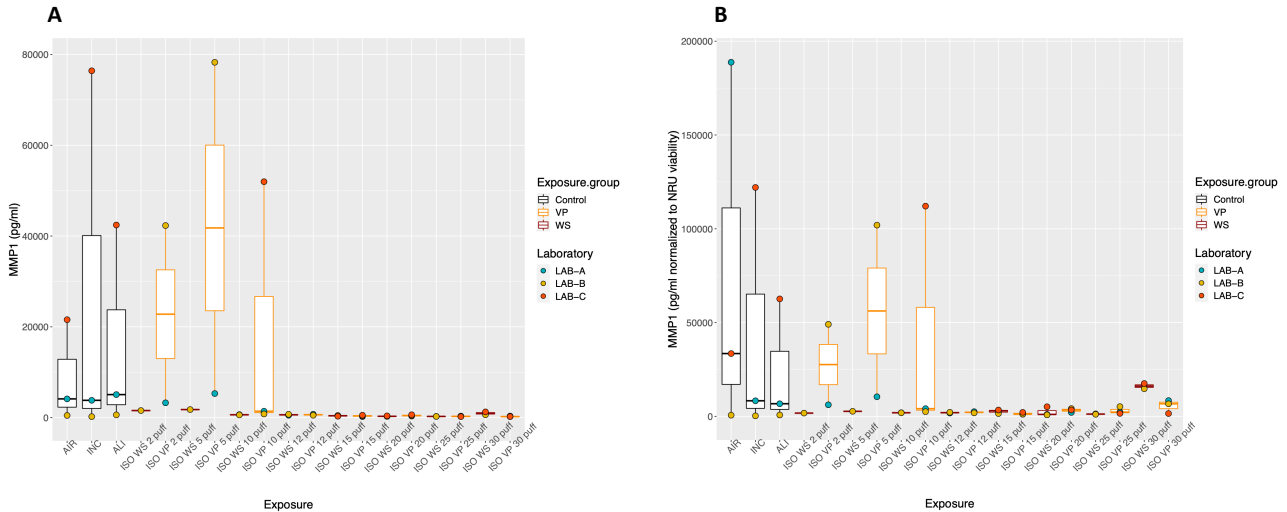 A
MMP1 (pg/ml)
80000
60000
40000
20000
0
AIR
INC
ALI
ISO WS 2 puff
ISO VP 2 puff
ISO WS 5 puff
ISO VP 5 puff
ISO WS 10 puff
ISO VP 10 puff
ISO WS 12 puff
ISO VP 12 puff
ISO WS 15 puff
ISO VP 15 puff
ISO WS 20 puff
ISO VP 20 puff
ISO WS 25 puff
ISO VP 25 puff
ISO WS 30 puff
ISO VP 30 puff
Exposure
Exposure.group
Control
VP
WS
Laboratory
LAB-A
LAB-B
LAB-C
B
MMP1 (pg/ml normalized to NRU viability)
200000
150000
100000
50000
0
AIR
INC
ALI
ISO WS 2 puff
ISO VP 2 puff
ISO WS 5 puff
ISO VP 5 puff
ISO WS 10 puff
ISO VP 10 puff
ISO WS 12 puff
ISO VP 12 puff
ISO WS 15 puff
ISO VP 15 puff
ISO WS 20 puff
ISO VP 20 puff
ISO WS 25 puff
ISO VP 25 puff
ISO WS 30 puff
ISO VP 30 puff
Exposure
Exposure.group
Control
VP
WS
Laboratory
LAB-A
LAB-B
LAB-C